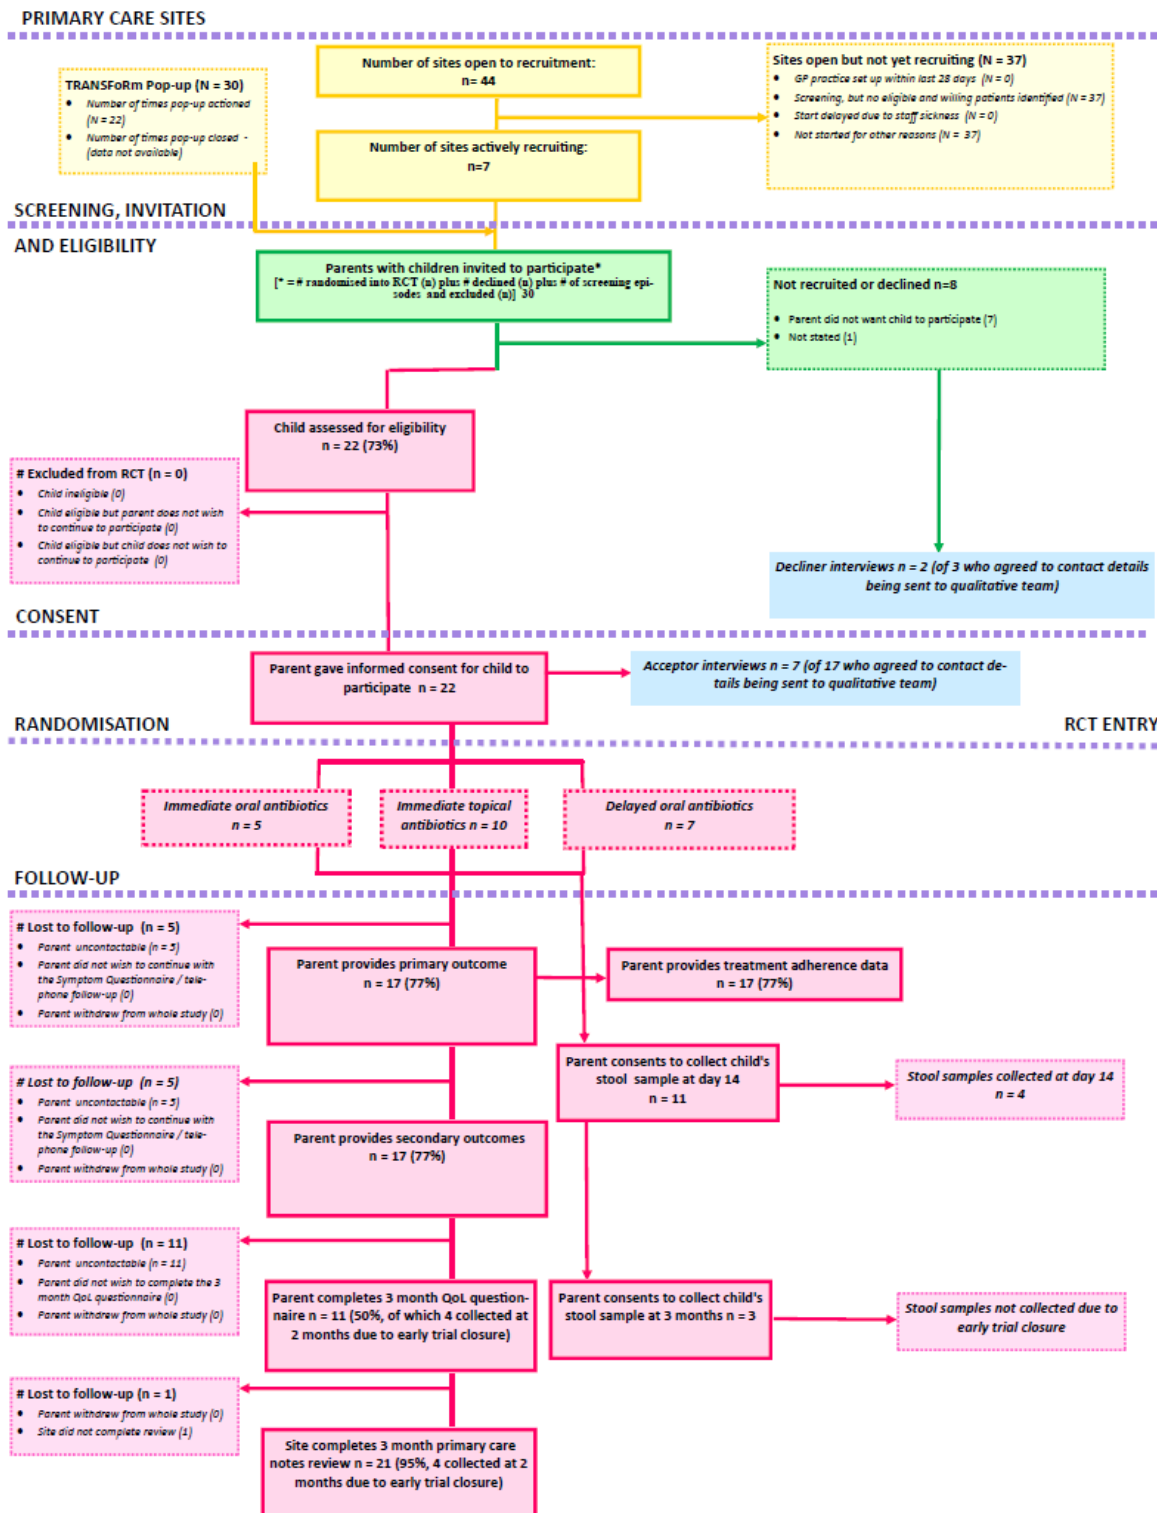 PRIMARY CARE SITES
TRANSFoRm Pop-up (N = 30)
• Number of times pop-up actioned
(N = 22)
• Number of times pop-up closed -
(data not available)
Number of sites open to recruitment:
n= 44
Number of sites actively recruiting:
n=7
Sites open but not yet recruiting (N = 37)
• GP practice set up within last 28 days (N = 0)
• Screening, but no eligible and willing patients identified (N = 37)
• Start delayed due to staff sickness (N = 0)
• Not started for other reasons (N = 37)
SCREENING, INVITATION
AND ELIGIBILITY
Parents with children invited to participate*
[* = # randomised into RCT (n) plus # declined (n) plus # of screening epi-
sodes and excluded (n)] 30
Not recruited or declined n=8
• Parent did not want child to participate (7)
• Not stated (1)
Child assessed for eligibility
n = 22 (73%)
# Excluded from RCT (n = 0)
• Child ineligible (0)
• Child eligible but parent does not wish
to continue to participate (0)
• Child eligible but child does not wish to
continue to participate (0)
Decliner interviews n = 2 (of 3 who agreed to contact details
being sent to qualitative team)
CONSENT
Parent gave informed consent for child to
participate n = 22
Acceptor interviews n = 7 (of 17 who agreed to contact de-
tails being sent to qualitative team)
RANDOMISATION
RCT ENTRY
Immediate oral antibiotics
n = 5
Immediate topical
antibiotics n = 10
Delayed oral antibiotics
n = 7
FOLLOW-UP
# Lost to follow-up (n = 5)
• Parent uncontactable (n = 5)
• Parent did not wish to continue with
the Symptom Questionnaire / tele-
phone follow-up (0)
• Parent withdrew from whole study (0)
Parent provides primary outcome
n = 17 (77%)
Parent provides treatment adherence data
n = 17 (77%)
Parent consents to collect child's
stool sample at day 14
n = 11
Stool samples collected at day 14
n = 4
# Lost to follow-up (n = 5)
• Parent uncontactable (n = 5)
• Parent did not wish to continue with
the Symptom Questionnaire / tele-
phone follow-up (0)
• Parent withdrew from whole study (0)
Parent provides secondary outcomes
n = 17 (77%)
# Lost to follow-up (n = 11)
• Parent uncontactable (n = 11)
• Parent did not wish to complete the 3
month QoL questionnaire (0)
• Parent withdrew from whole study (0)
Parent completes 3 month QoL question-
naire n = 11 (50%, of which 4 collected at
2 months due to early trial closure)
Parent consents to collect child's
stool sample at 3 months n = 3
Stool samples not collected due to
early trial closure
# Lost to follow-up (n = 1)
• Parent withdrew from whole study (0)
• Site did not complete review (1)
Site completes 3 month primary care
notes review n = 21 (95%, 4 collected at 2
months due to early trial closure)